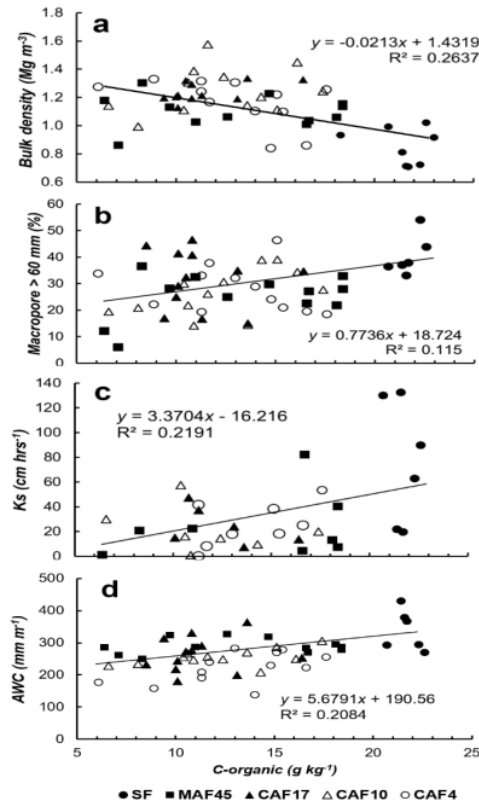 a
y = -0.0213x + 1.4319
R² = 0.2637
Bulk density (Mg m⁻³)
1.8
1.6
1.4
1.2
1.0
0.8
0.6
b
Macropore > 60 mm (%)
60
50
40
30
20
10
0
y = 0.7736x + 18.724
R² = 0.115
c
y = 3.3704x - 16.216
R² = 0.2191
Ks (cm hrs⁻¹)
140
120
100
80
60
40
20
0
d
AWC (mm m⁻¹)
500
400
300
200
100
0
y = 5.6791x + 190.56
R² = 0.2084
5 10 15 20 25
C-organic (g kg⁻¹)
SF MAF45 CAF17 CAF10 CAF4